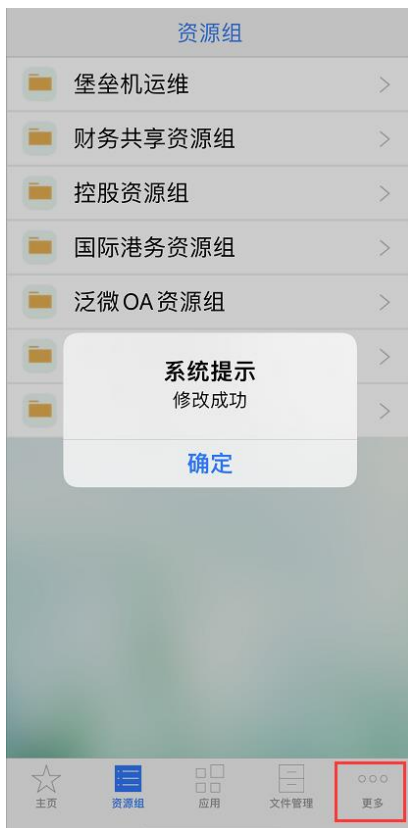 资源组
堡垒机运维
财务共享资源组
控股资源组
国际港务资源组
泛微OA资源组
系统提示
修改成功
确定
主页
资源组
应用
文件管理
更多